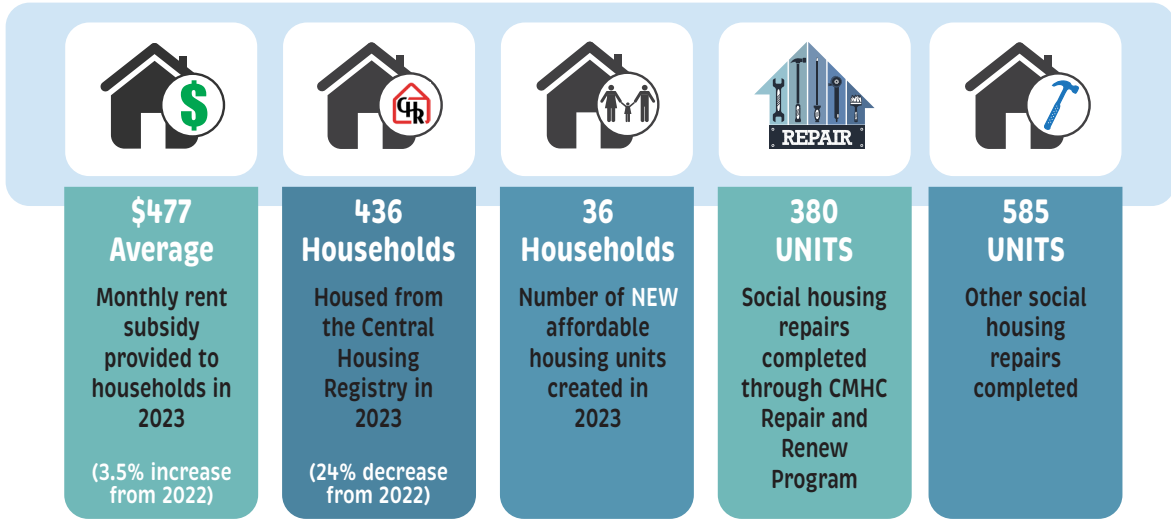 $
CHR
REPAIR
$477
Average
Monthly rent
subsidy
provided to
households in
2023
(3.5% increase
from 2022)
436
Households
Housed from
the Central
Housing
Registry in
2023
(24% decrease
from 2022)
36
Households
Number of NEW
affordable
housing units
created in
2023
380
UNITS
Social housing
repairs
completed
through CMHC
Repair and
Renew
Program
585
UNITS
Other social
housing
repairs
completed